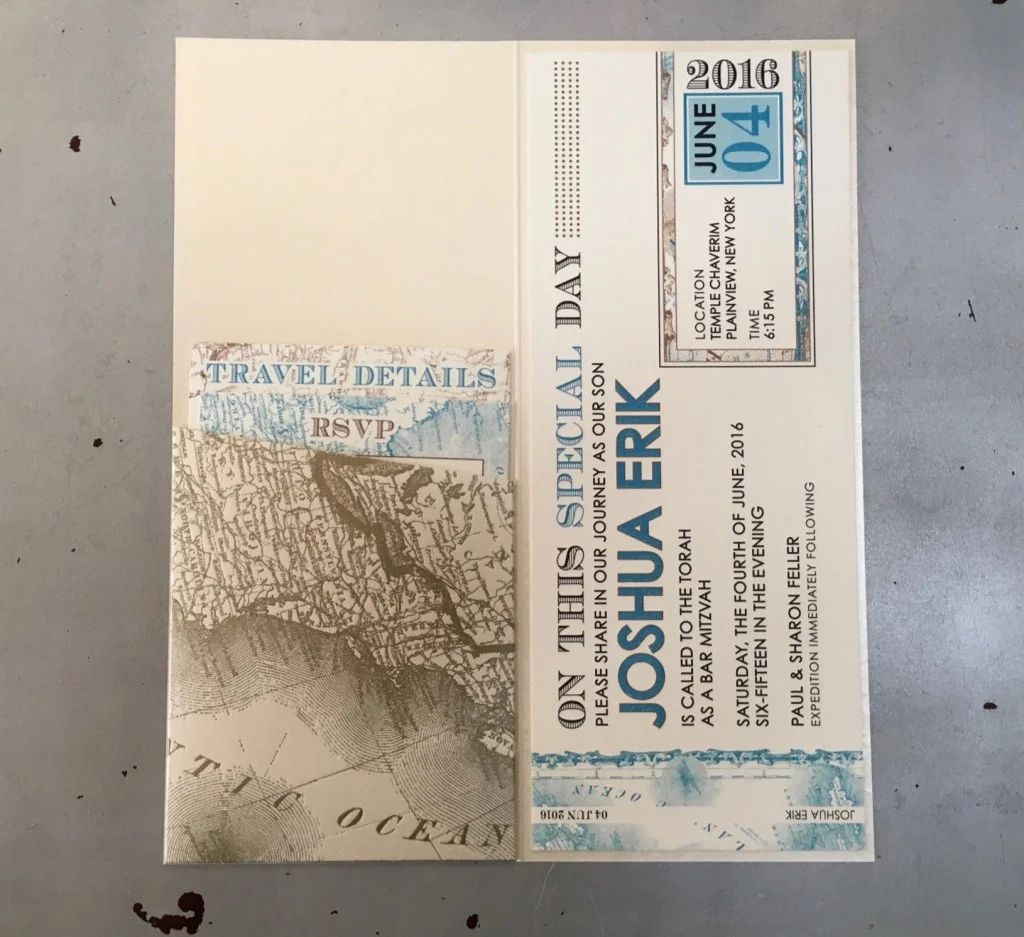 TRAVEL DETAILS
RSVP
NTIC OCEAN
ON THIS SPECIAL DAY
PLEASE SHARE IN OUR JOURNEY AS OUR SON
JOSHUA ERIK
IS CALLED TO THE TORAH
AS A BAR MITZVAH
SATURDAY, THE FOURTH OF JUNE, 2016
SIX-FIFTEEN IN THE EVENING
PAUL & SHARON FELLER
EXPEDITION IMMEDIATELY FOLLOWING
2016
JUNE
04
LOCATION
TEMPLE CHAVERIM
PLAINVIEW, NEW YORK
TIME
6:15 PM
OCEAN
04 JUN 2016
JOSHUA ERIK